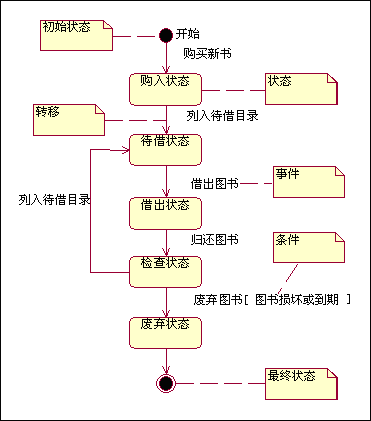 初始状态
开始
购买新书
购入状态
状态
转移
列入待借目录
待借状态
借出图书
事件
列入待借目录
借出状态
归还图书
条件
检查状态
废弃图书[ 图书损坏或到期 ]
废弃状态
最终状态